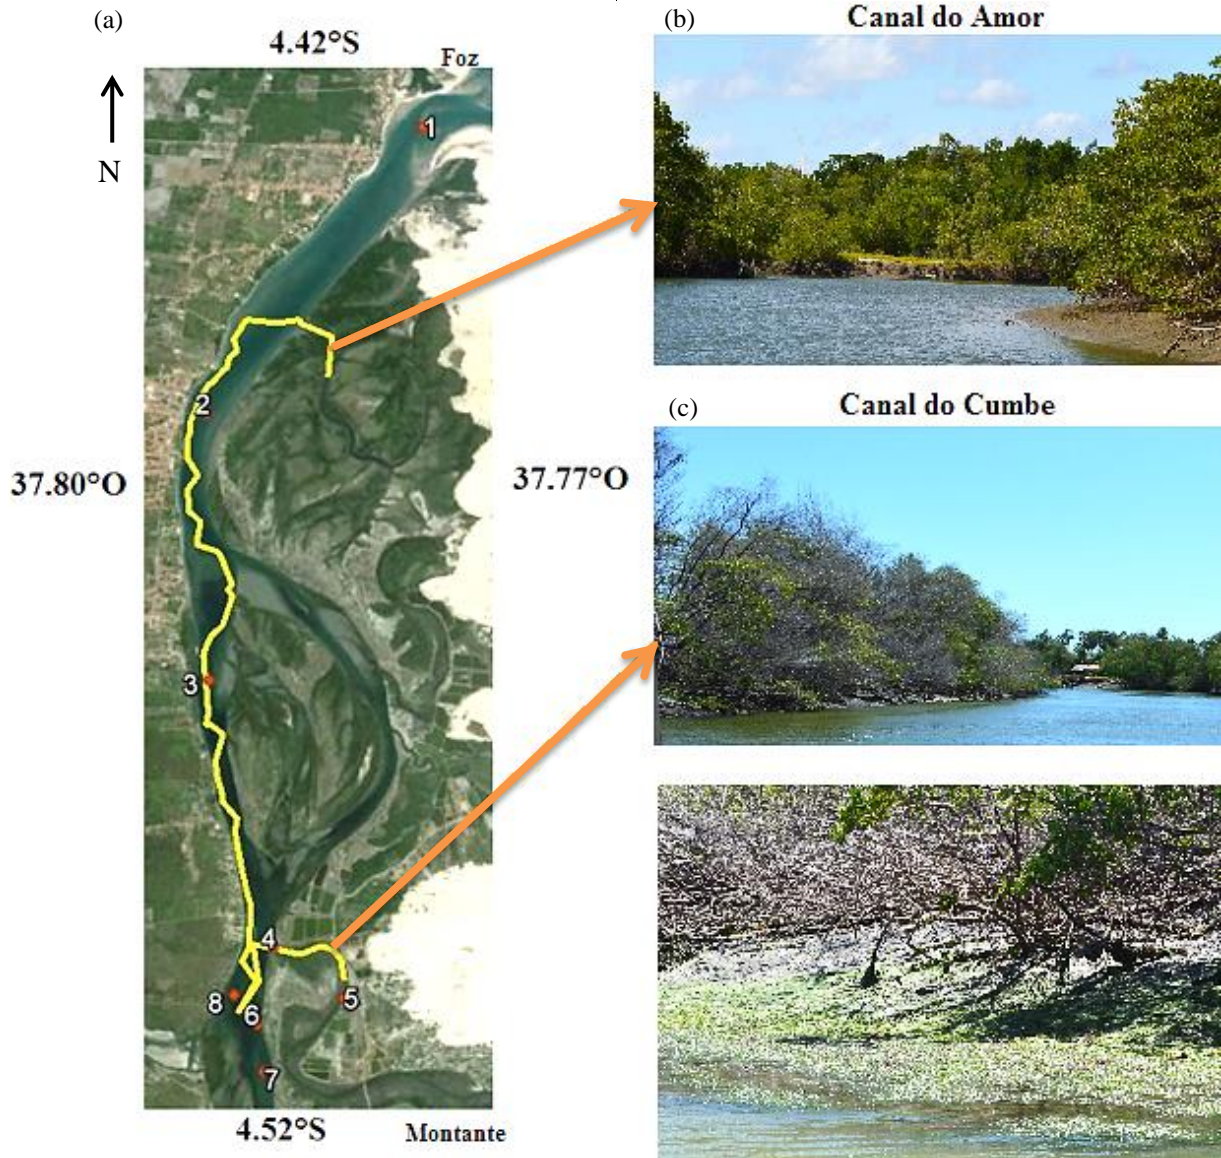 (a)
4.42°S
Foz
N
1
2
37.80°O
37.77°O
3
4
5
8
6
7
4.52°S
Montante
(b)
Canal do Amor
(c)
Canal do Cumbe